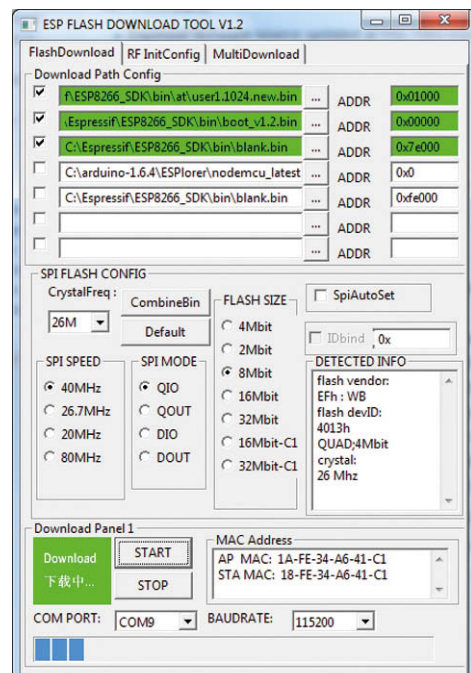 ESP FLASH DOWNLOAD TOOL V1.2
FlashDownload RF InitConfig MultiDownload
Download Path Config
f\ESP8266_SDK\bin\at\user1.1024.new.bin ... ADDR 0x01000
.Espressif\ESP8266_SDK\bin\boot_v1.2.bin ... ADDR 0x00000
C:\Espressif\ESP8266_SDK\bin\blank.bin ... ADDR 0x7e000
C:\arduino-1.6.4\ESPlorer\nodemcu_latest ... ADDR 0x0
C:\Espressif\ESP8266_SDK\bin\blank.bin ... ADDR 0xfe000
... ADDR
... ADDR
SPI FLASH CONFIG
CrystalFreq :
26M
CombineBin
Default
SPI SPEED
40MHz
26.7MHz
20MHz
80MHz
SPI MODE
QIO
QOUT
DIO
DOUT
FLASH SIZE
4Mbit
2Mbit
8Mbit
16Mbit
32Mbit
16Mbit-C1
32Mbit-C1
SpiAutoSet
IDbind 0x
DETECTED INFO
flash vendor:
EFh : WB
flash devID:
4013h
QUAD;4Mbit
crystal:
26 Mhz
Download Panel 1
Download
下载中...
START
STOP
MAC Address
AP MAC: 1A-FE-34-A6-41-C1
STA MAC: 18-FE-34-A6-41-C1
COM PORT: COM9 BAUDRATE: 115200